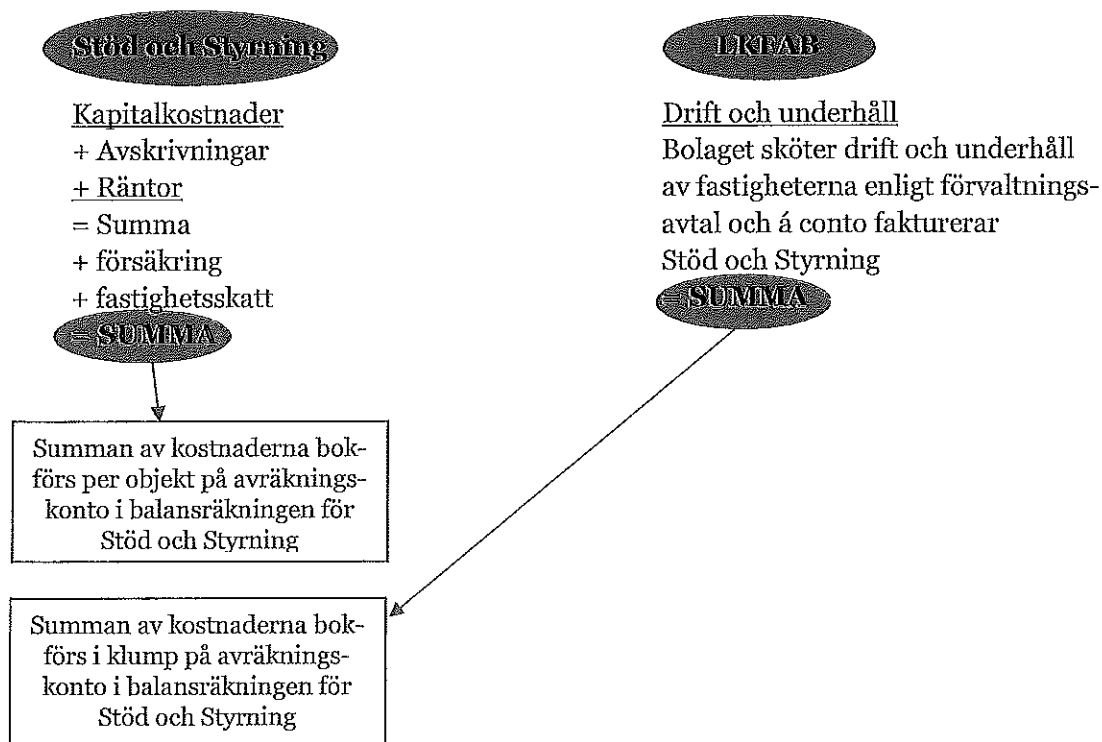 Stöd och Styrning
Kapitalkostnader
+ Avskrivningar
+ Räntor
= Summa
+ försäkring
+ fastighetsskatt
= SUMMA
Summan av kostnaderna bok-
förs per objekt på avräknings-
konto i balansräkningen för
Stöd och Styrning
LKFAB
Drift och underhåll
Bolaget sköter drift och underhåll
av fastigheterna enligt förvaltnings-
avtal och á conto fakturerar
Stöd och Styrning
= SUMMA
Summan av kostnaderna bok-
förs i klump på avräknings-
konto i balansräkningen för
Stöd och Styrning